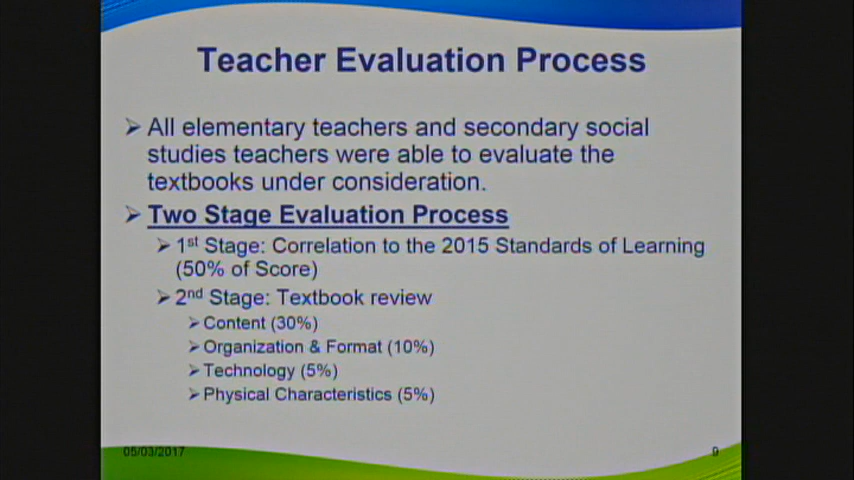 Teacher Evaluation Process
➢ All elementary teachers and secondary social
studies teachers were able to evaluate the
textbooks under consideration.
➢ Two Stage Evaluation Process
➢ 1st Stage: Correlation to the 2015 Standards of Learning
(50% of Score)
➢ 2nd Stage: Textbook review
➢ Content (30%)
➢ Organization & Format (10%)
➢ Technology (5%)
➢ Physical Characteristics (5%)
05/03/2017
9